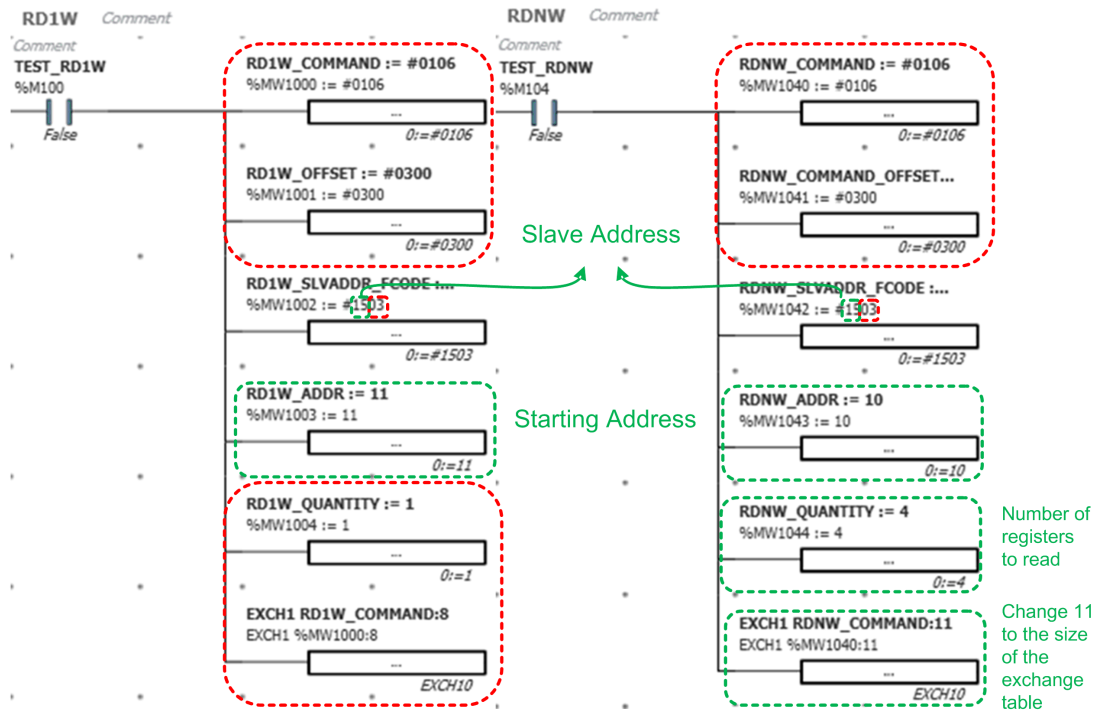 RD1W Comment
Comment
TEST_RD1W
%M100
False
RD1W_COMMAND := #0106
%MW1000 := #0106
...
0:=#0106
RD1W_OFFSET := #0300
%MW1001 := #0300
...
0:=#0300
RD1W_SLVADDR_FCODE :...
%MW1002 := #1503
...
0:=#1503
RD1W_ADDR := 11
%MW1003 := 11
...
0:=11
RD1W_QUANTITY := 1
%MW1004 := 1
...
0:=1
EXCH1 RD1W_COMMAND:8
EXCH1 %MW1000:8
...
EXCH10
Slave Address
Starting Address
RDNW Comment
Comment
TEST_RDNW
%M104
False
RDNW_COMMAND := #0106
%MW1040 := #0106
...
0:=#0106
RDNW_COMMAND_OFFSET...
%MW1041 := #0300
...
0:=#0300
RDNW_SLVADDR_FCODE :...
%MW1042 := #1503
...
0:=#1503
RDNW_ADDR := 10
%MW1043 := 10
...
0:=10
RDNW_QUANTITY := 4
%MW1044 := 4
...
0:=4
EXCH1 RDNW_COMMAND:11
EXCH1 %MW1040:11
...
EXCH10
Number of
registers
to read
Change 11
to the size
of the
exchange
table